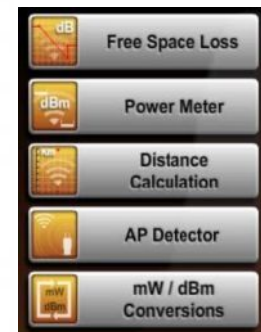 dB
Free Space Loss
dBm
Power Meter
Distance
Calculation
AP Detector
mW
dBm
mW / dBm
Conversions